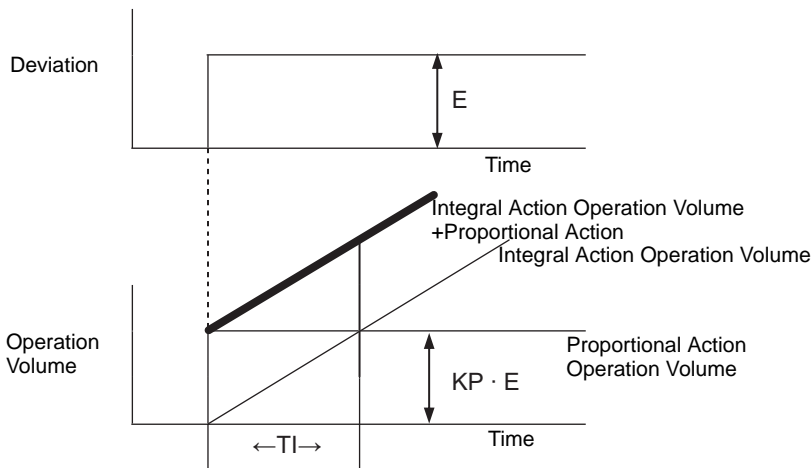 Deviation
E
Time
Integral Action Operation Volume
+Proportional Action
Integral Action Operation Volume
Operation
Volume
Proportional Action
Operation Volume
KP · E
←TI→
Time